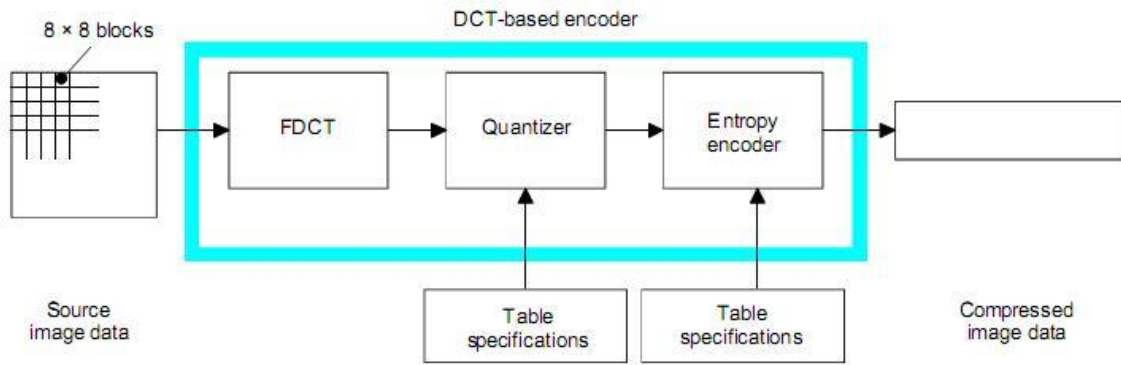 DCT-based encoder
8 × 8 blocks
FDCT
Quantizer
Entropy
encoder
Source
image data
Table
specifications
Table
specifications
Compressed
image data